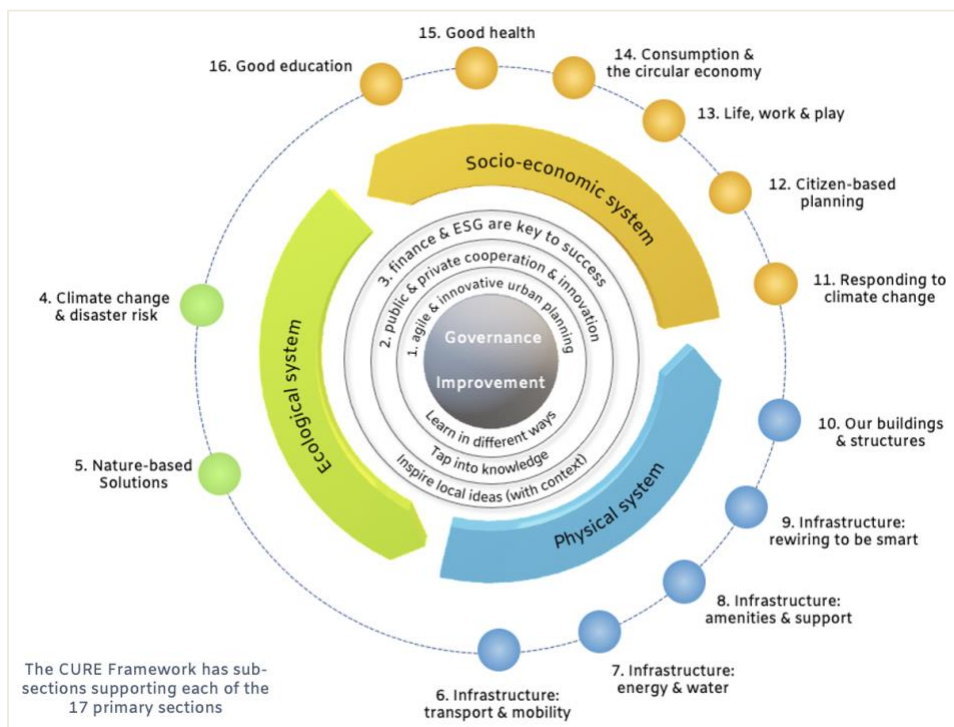 15. Good health
14. Consumption &
the circular economy
16. Good education
13. Life, work & play
12. Citizen-based
planning
11. Responding to
climate change
Socio-economic system
3. finance & ESG are key to success
2. public & private cooperation & innovation
1. agile & innovative urban planning
Governance
Improvement
Learn in different ways
Tap into knowledge
Inspire local ideas (with context)
Ecological system
Physical system
4. Climate change
& disaster risk
5. Nature-based
Solutions
10. Our buildings
& structures
9. Infrastructure:
rewiring to be smart
8. Infrastructure:
amenities & support
7. Infrastructure:
energy & water
6. Infrastructure:
transport & mobility
The CURE Framework has sub-
sections supporting each of the
17 primary sections